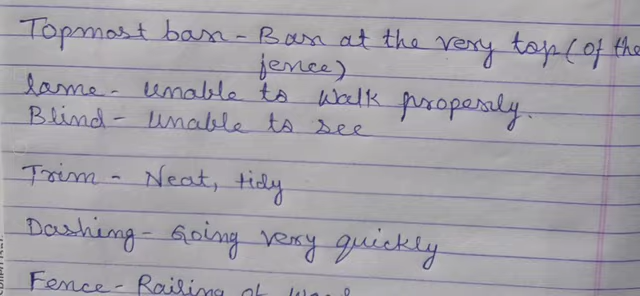 Topmost bar - Bar at the very top (of the
fence)
lame - unable to walk properly.
Blind - unable to see
Trim - Neat, tidy
Dashing - Going very quickly
Fence - Railing of